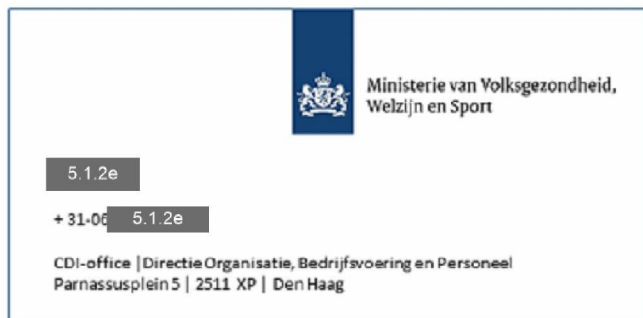 Ministerie van Volksgezondheid,
Welzijn en Sport
5.1.2e
+ 31-06 5.1.2e
CDI-office | Directie Organisatie, Bedrijfsvoering en Personeel
Parnassusplein 5 | 2511 XP | Den Haag